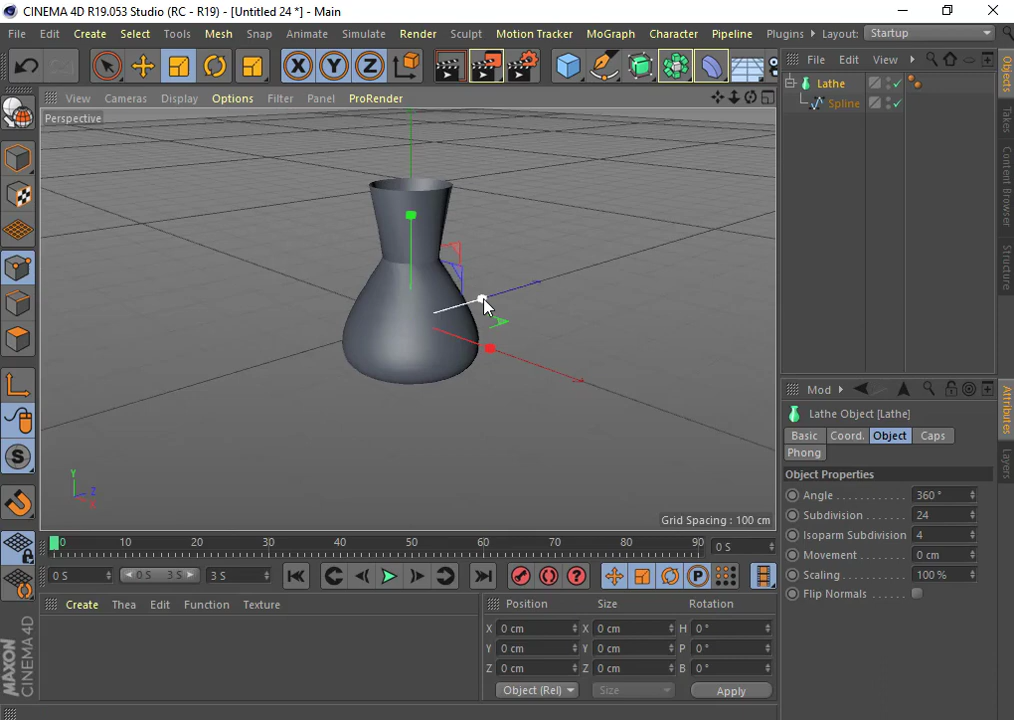 CINEMA 4D R19.053 Studio (RC - R19) - [Untitled 24 *] - Main
File Edit Create Select Tools Mesh Snap Animate Simulate Render Sculpt Motion Tracker MoGraph Character Pipeline Plugins Layout: Startup
X Y Z File Edit View
View Cameras Display Options Filter Panel ProRender
Lathe
Spline
Perspective
Objects
Takes
Content Browser
Structure
Mod
Attributes
Layers
Lathe Object [Lathe]
Basic Coord. Object Caps
Phong
Object Properties
Angle 360 °
Subdivision 24
Isoparm Subdivision 4
Movement 0 cm
Scaling 100 %
Flip Normals
Y
Z
X
Grid Spacing : 100 cm
0 10 20 30 40 50 60 70 80 90 0 S
0 S 0 S 3 S 3 S
Create Thea Edit Function Texture
Position Size Rotation
X 0 cm X 0 cm H 0 °
Y 0 cm Y 0 cm P 0 °
Z 0 cm Z 0 cm B 0 °
Object (Rel) Size Apply
MAXON
CINEMA 4D